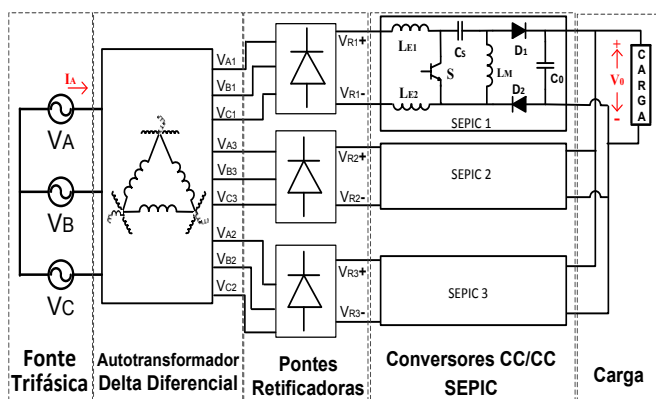 IA
VA
VB
VC
VA1
VB1
VC1
VA3
VB3
VC3
VA2
VB2
VC2
VR1+
VR1-
VR2+
VR2-
VR3+
VR3-
LE1
CS
D1
S
LM
C0
LE2
D2
SEPIC 1
SEPIC 2
SEPIC 3
+
V0
-
CARGA
Fonte
Trifásica
Autotransformador
Delta Diferencial
Pontes
Retificadoras
Conversores CC/CC
SEPIC
Carga